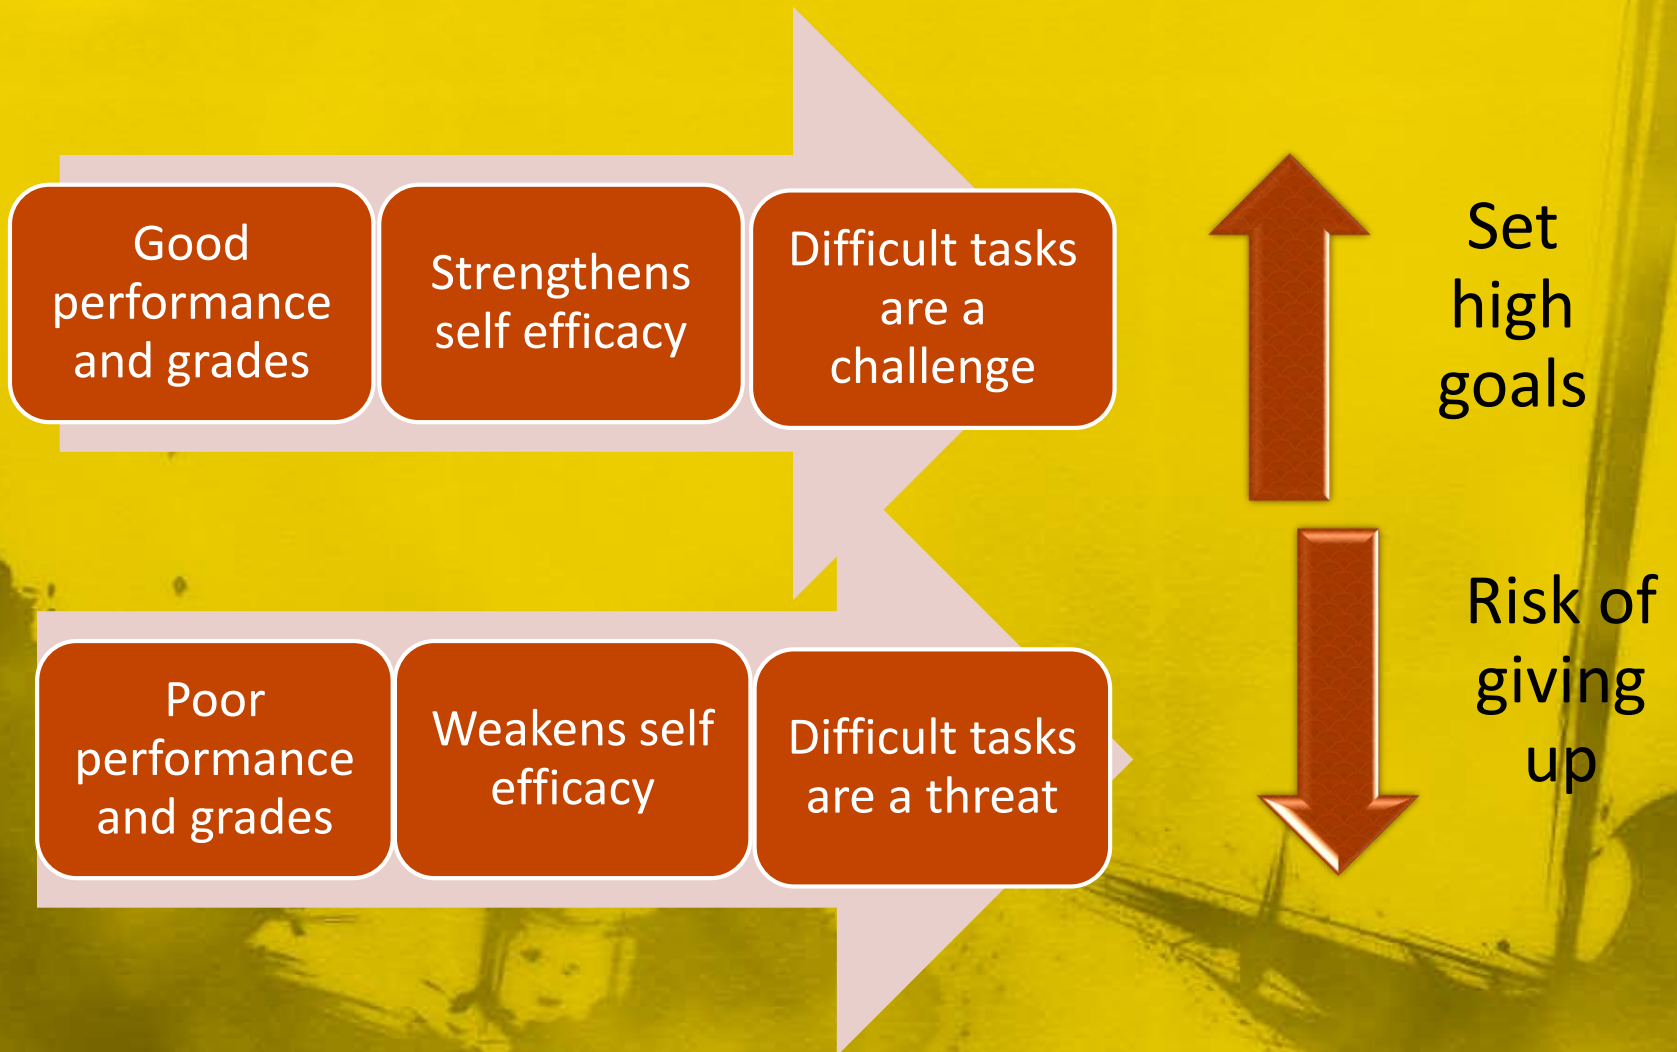 Good
performance
and grades
Strengthens
self efficacy
Difficult tasks
are a
challenge
Set
high
goals
Poor
performance
and grades
Weakens self
efficacy
Difficult tasks
are a threat
Risk of
giving
up